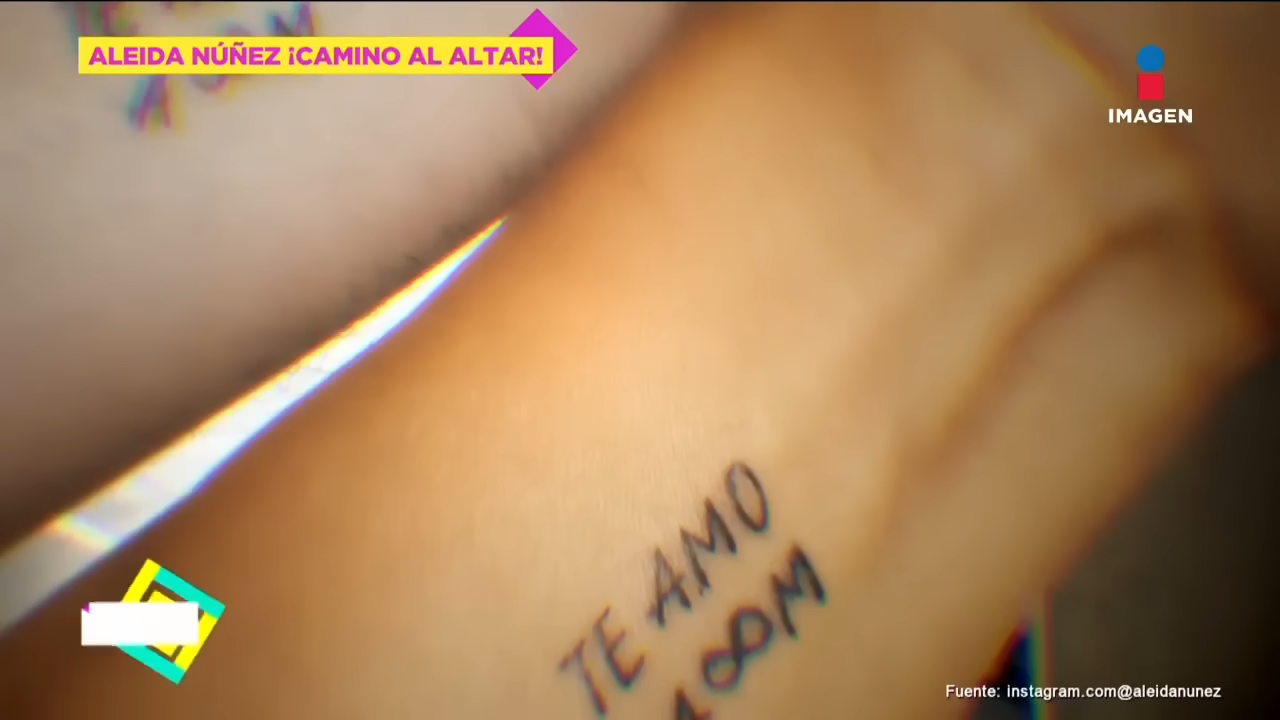 ALEIDA NÚÑEZ ¡CAMINO AL ALTAR!
IMAGEN
TE AMO
A∞M
Fuente: instagram.com@aleidanunez